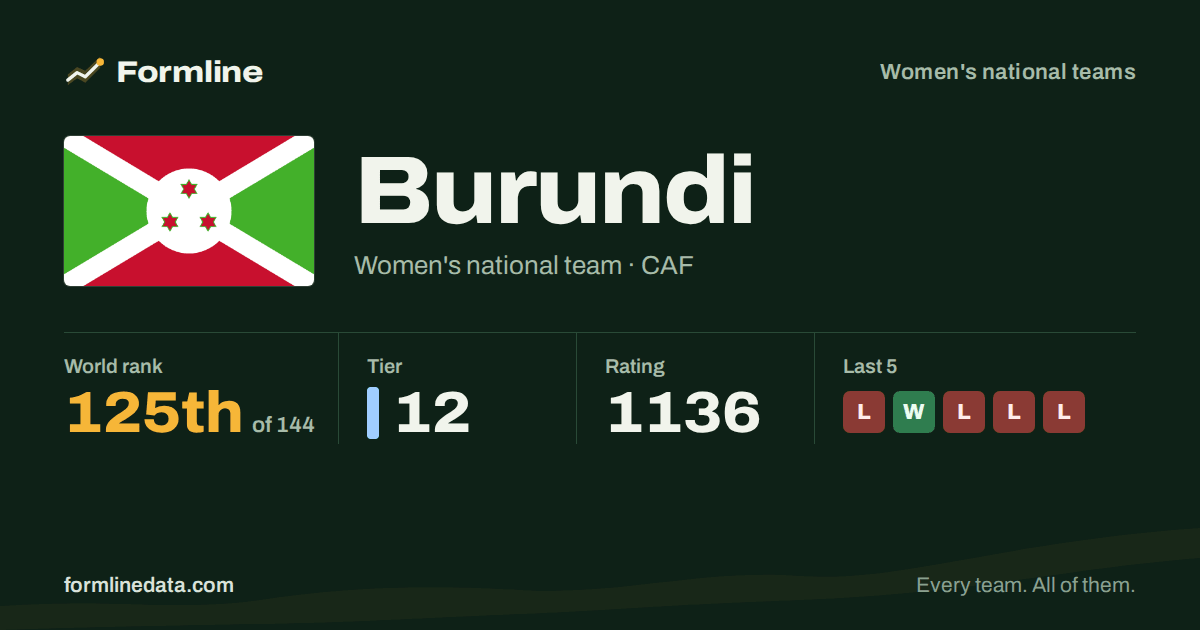 Formline
Women's national teams
Burundi
Women's national team · CAF
World rank
125th of 144
Tier
12
Rating
1136
Last 5
L W L L L
formlinedata.com
Every team. All of them.